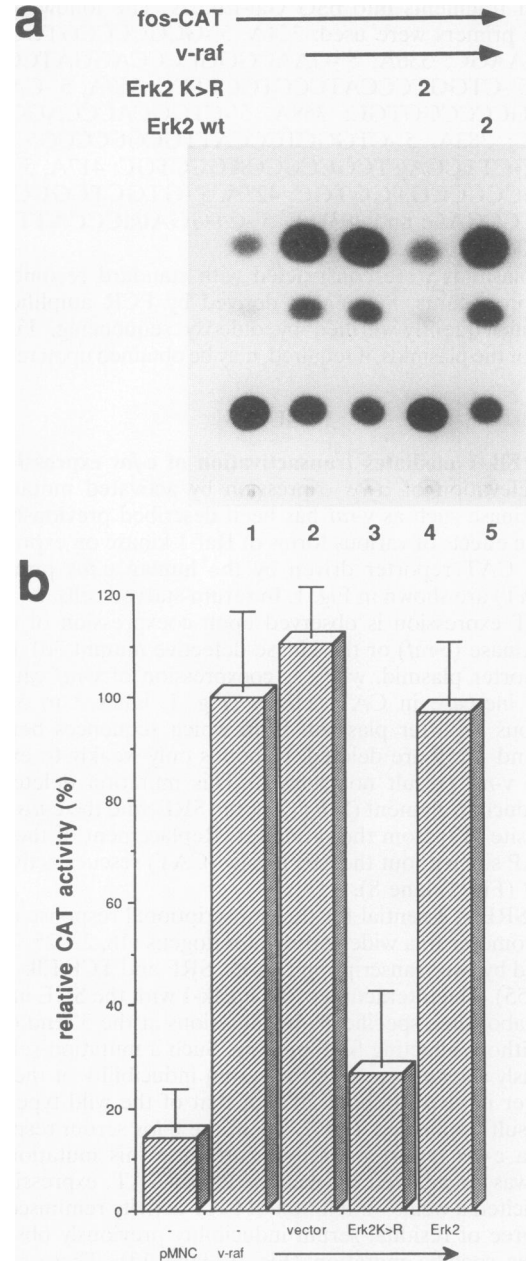 a
fos-CAT
v-raf
Erk2 K>R 2
Erk2 wt 2
1 2 3 4 5
b
120
100
80
60
40
20
0
relative CAT activity (%)
- - vector Erk2K>R Erk2
pMNC v-raf